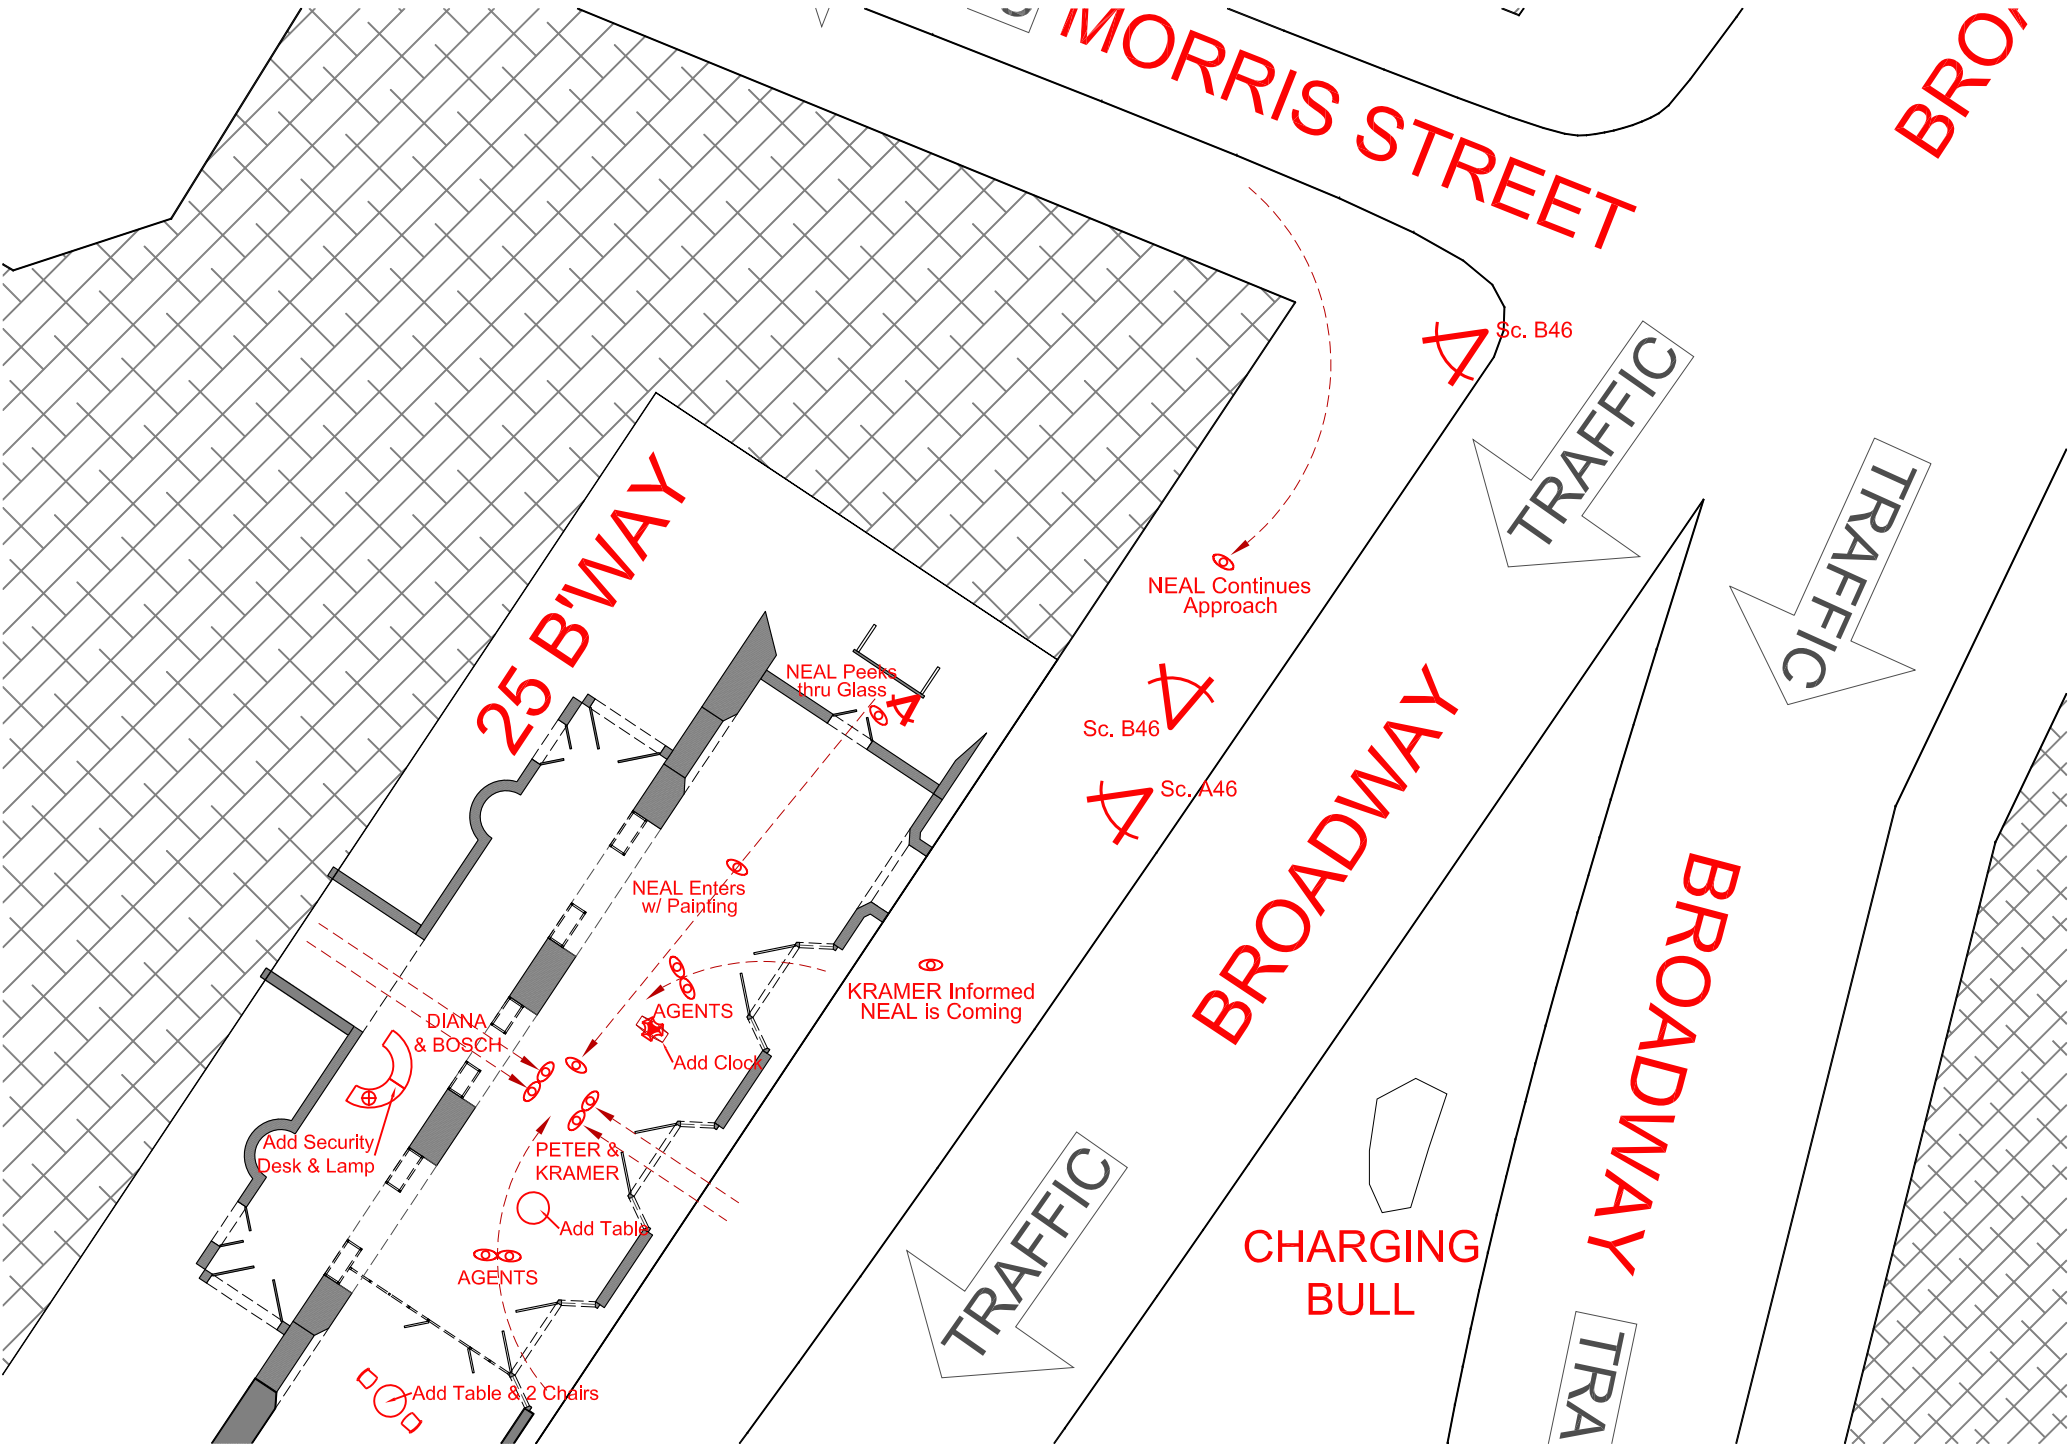 MORRIS STREET
Sc. B46
TRAFFIC
TRAFFIC
25 B'WAY
NEAL Continues
Approach
NEAL Peeks
thru Glass
Sc. B46
Sc. A46
BROADWAY
BROADWAY
NEAL Enters
w/ Painting
KRAMER Informed
NEAL is Coming
AGENTS
DIANA
& BOSCH
Add Clock
Add Security
Desk & Lamp
PETER &
KRAMER
Add Table
AGENTS
TRAFFIC
CHARGING
BULL
Add Table & 2 Chairs
TRA